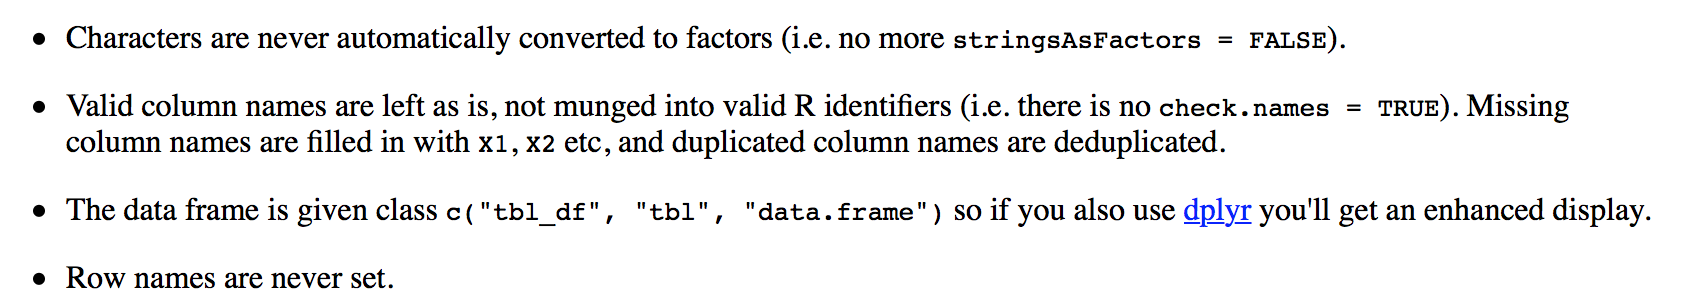 • Characters are never automatically converted to factors (i.e. no more stringsAsFactors = FALSE).
• Valid column names are left as is, not munged into valid R identifiers (i.e. there is no check.names = TRUE). Missing
column names are filled in with X1, X2 etc, and duplicated column names are deduplicated.
• The data frame is given class c("tbl_df", "tbl", "data.frame") so if you also use dplyr you'll get an enhanced display.
• Row names are never set.